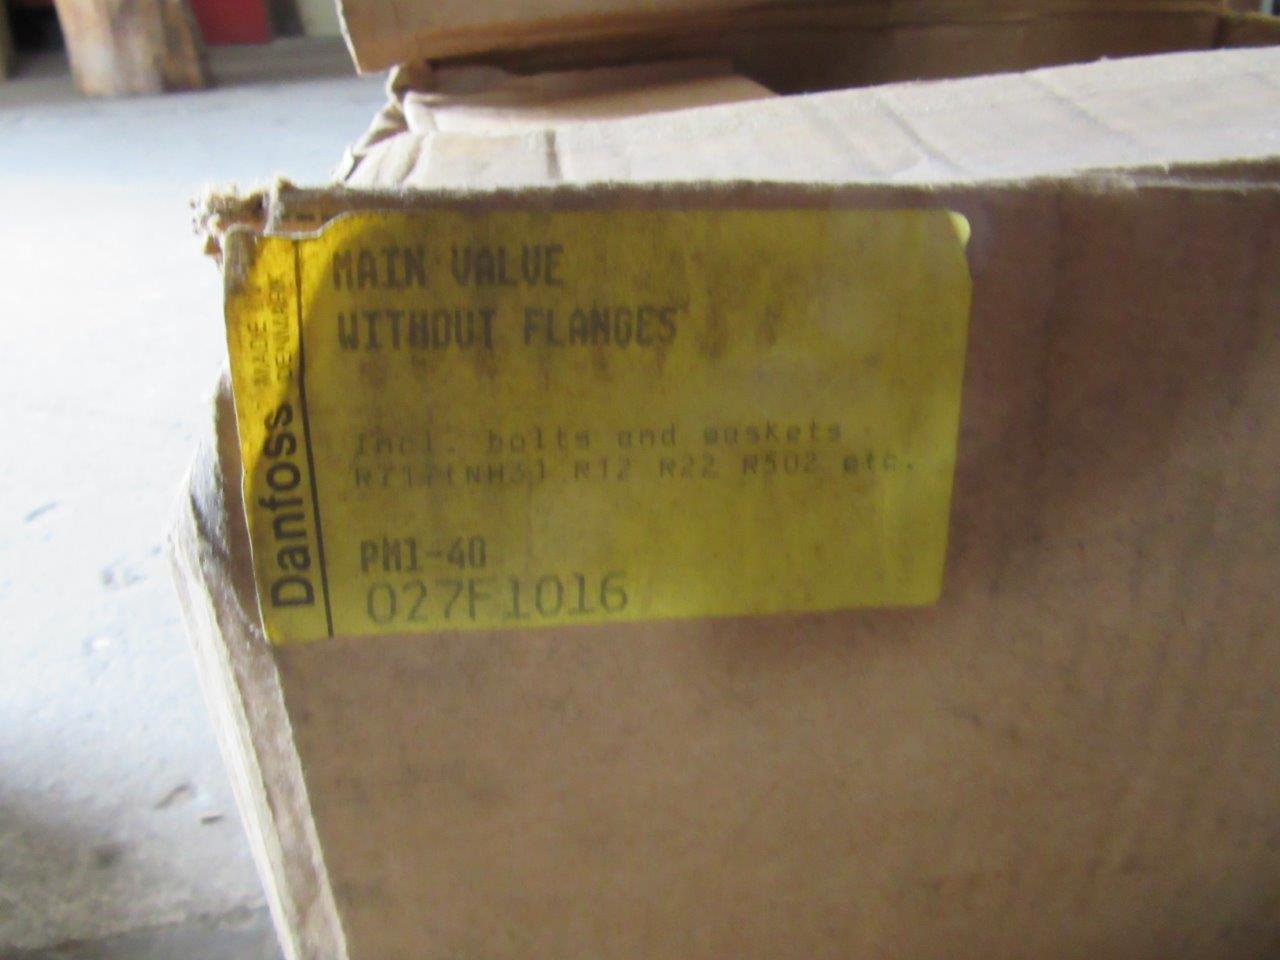 MAIN VALVE
WITHOUT FLANGES
Incl. bolts and gaskets
R717(NH3) R12 R22 R502 etc.
PM1-40
027F1016
Danfoss
MADE
DENMARK